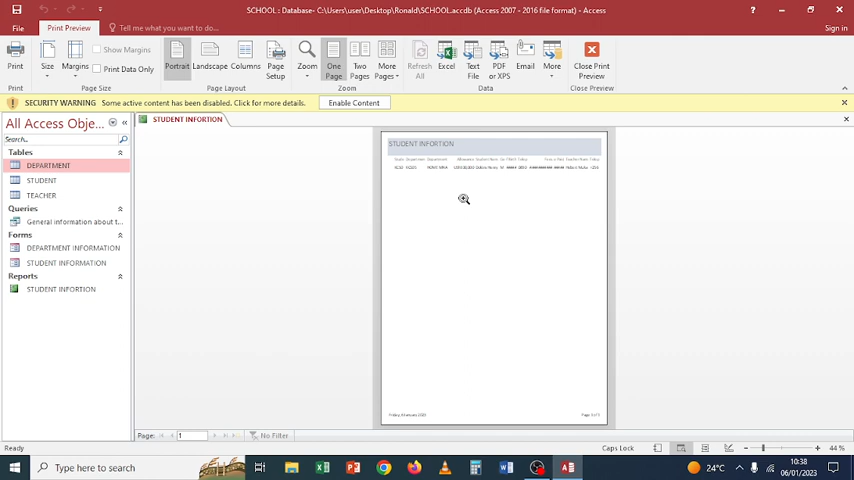 SCHOOL : Database- C:\Users\user\Desktop\Ronald\SCHOOL.accdb (Access 2007 - 2016 file format) - Access
?
File
Print Preview
Tell me what you want to do...
Sign in
Print
Size
Margins
Show Margins
Print Data Only
Portrait
Landscape
Columns
Page Setup
Zoom
One Page
Two Pages
More Pages
Refresh All
Excel
Text File
PDF or XPS
Email
More
Close Print Preview
Print
Page Size
Page Layout
Zoom
Data
Close Preview
SECURITY WARNING Some active content has been disabled. Click for more details.
Enable Content
All Access Obje...
Search...
Tables
DEPARTMENT
STUDENT
TEACHER
Queries
General information about t...
Forms
DEPARTMENT INFORMATION
STUDENT INFORMATION
Reports
STUDENT INFORTION
STUDENT INFORTION
STUDENT INFORTION
Page: 1
No Filter
Ready
Caps Lock
44 %
Type here to search
24°C
10:38
06/01/2023